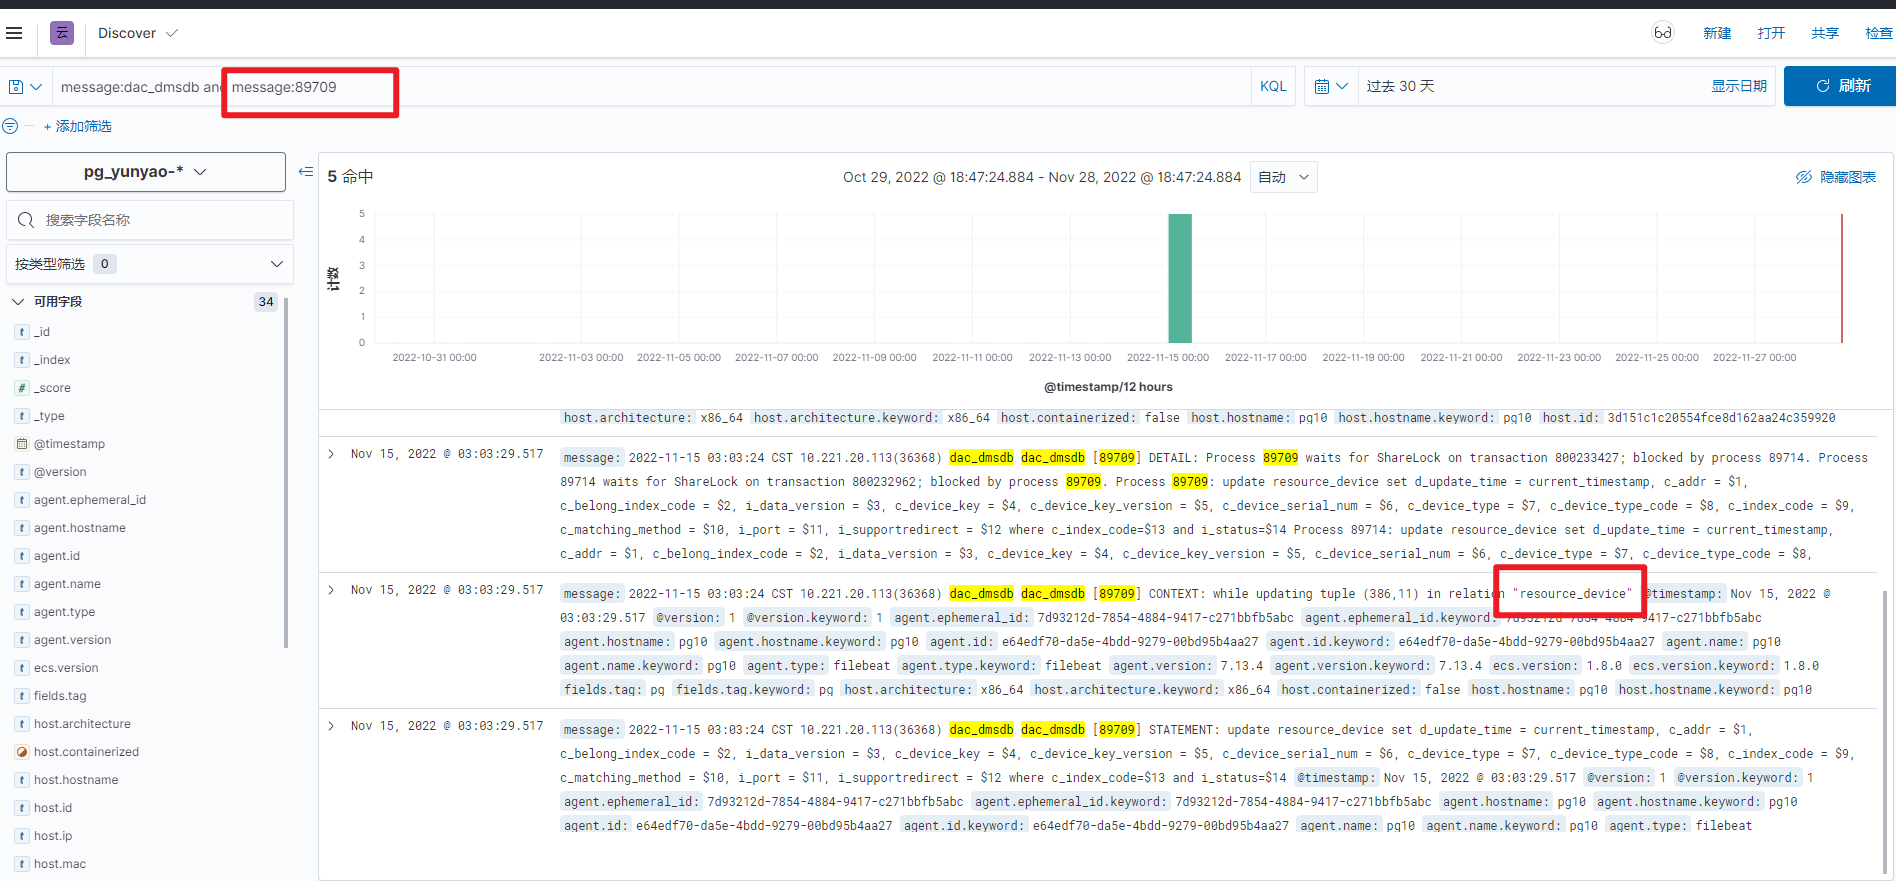 云 Discover 新建 打开 共享 检查
message:dac_dmsdb and message:89709 KQL 过去 30 天 显示日期 刷新
+ 添加筛选
pg_yunyao-*
搜索字段名称
按类型筛选 0
可用字段 34
t _id
t _index
# _score
t _type
@timestamp
t @version
t agent.ephemeral_id
t agent.hostname
t agent.id
t agent.name
t agent.type
t agent.version
t ecs.version
t fields.tag
t host.architecture
host.containerized
t host.hostname
t host.id
t host.ip
t host.mac
5 命中 Oct 29, 2022 @ 18:47:24.884 - Nov 28, 2022 @ 18:47:24.884 自动 隐藏图表
计数
5
4
3
2
1
0
2022-10-31 00:00 2022-11-03 00:00 2022-11-05 00:00 2022-11-07 00:00 2022-11-09 00:00 2022-11-11 00:00 2022-11-13 00:00 2022-11-15 00:00 2022-11-17 00:00 2022-11-19 00:00 2022-11-21 00:00 2022-11-23 00:00 2022-11-25 00:00 2022-11-27 00:00
@timestamp/12 hours
host.architecture: x86_64 host.architecture.keyword: x86_64 host.containerized: false host.hostname: pg10 host.hostname.keyword: pg10 host.id: 3d151c1c20554fce8d162aa24c359920
Nov 15, 2022 @ 03:03:29.517 message: 2022-11-15 03:03:24 CST 10.221.20.113(36368) dac_dmsdb dac_dmsdb [89709] DETAIL: Process 89709 waits for ShareLock on transaction 800233427; blocked by process 89714. Process
89714 waits for ShareLock on transaction 800232962; blocked by process 89709. Process 89709: update resource_device set d_update_time = current_timestamp, c_addr = $1,
c_belong_index_code = $2, i_data_version = $3, c_device_key = $4, c_device_key_version = $5, c_device_serial_num = $6, c_device_type = $7, c_device_type_code = $8, c_index_code = $9,
c_matching_method = $10, i_port = $11, i_supportredirect = $12 where c_index_code=$13 and i_status=$14 Process 89714: update resource_device set d_update_time = current_timestamp,
c_addr = $1, c_belong_index_code = $2, i_data_version = $3, c_device_key = $4, c_device_key_version = $5, c_device_serial_num = $6, c_device_type = $7, c_device_type_code = $8,
Nov 15, 2022 @ 03:03:29.517 message: 2022-11-15 03:03:24 CST 10.221.20.113(36368) dac_dmsdb dac_dmsdb [89709] CONTEXT: while updating tuple (386,11) in relation "resource_device" @timestamp: Nov 15, 2022 @
03:03:29.517 @version: 1 @version.keyword: 1 agent.ephemeral_id: 7d93212d-7854-4884-9417-c271bbfb5abc agent.ephemeral_id.keyword: 7d93212d-7854-4884-9417-c271bbfb5abc
agent.hostname: pg10 agent.hostname.keyword: pg10 agent.id: e64edf70-da5e-4bdd-9279-00bd95b4aa27 agent.id.keyword: e64edf70-da5e-4bdd-9279-00bd95b4aa27 agent.name: pg10
agent.name.keyword: pg10 agent.type: filebeat agent.type.keyword: filebeat agent.version: 7.13.4 agent.version.keyword: 7.13.4 ecs.version: 1.8.0 ecs.version.keyword: 1.8.0
fields.tag: pg fields.tag.keyword: pg host.architecture: x86_64 host.architecture.keyword: x86_64 host.containerized: false host.hostname: pg10 host.hostname.keyword: pg10
Nov 15, 2022 @ 03:03:29.517 message: 2022-11-15 03:03:24 CST 10.221.20.113(36368) dac_dmsdb dac_dmsdb [89709] STATEMENT: update resource_device set d_update_time = current_timestamp, c_addr = $1,
c_belong_index_code = $2, i_data_version = $3, c_device_key = $4, c_device_key_version = $5, c_device_serial_num = $6, c_device_type = $7, c_device_type_code = $8, c_index_code = $9,
c_matching_method = $10, i_port = $11, i_supportredirect = $12 where c_index_code=$13 and i_status=$14 @timestamp: Nov 15, 2022 @ 03:03:29.517 @version: 1 @version.keyword: 1
agent.ephemeral_id: 7d93212d-7854-4884-9417-c271bbfb5abc agent.ephemeral_id.keyword: 7d93212d-7854-4884-9417-c271bbfb5abc agent.hostname: pg10 agent.hostname.keyword: pg10
agent.id: e64edf70-da5e-4bdd-9279-00bd95b4aa27 agent.id.keyword: e64edf70-da5e-4bdd-9279-00bd95b4aa27 agent.name: pg10 agent.name.keyword: pg10 agent.type: filebeat